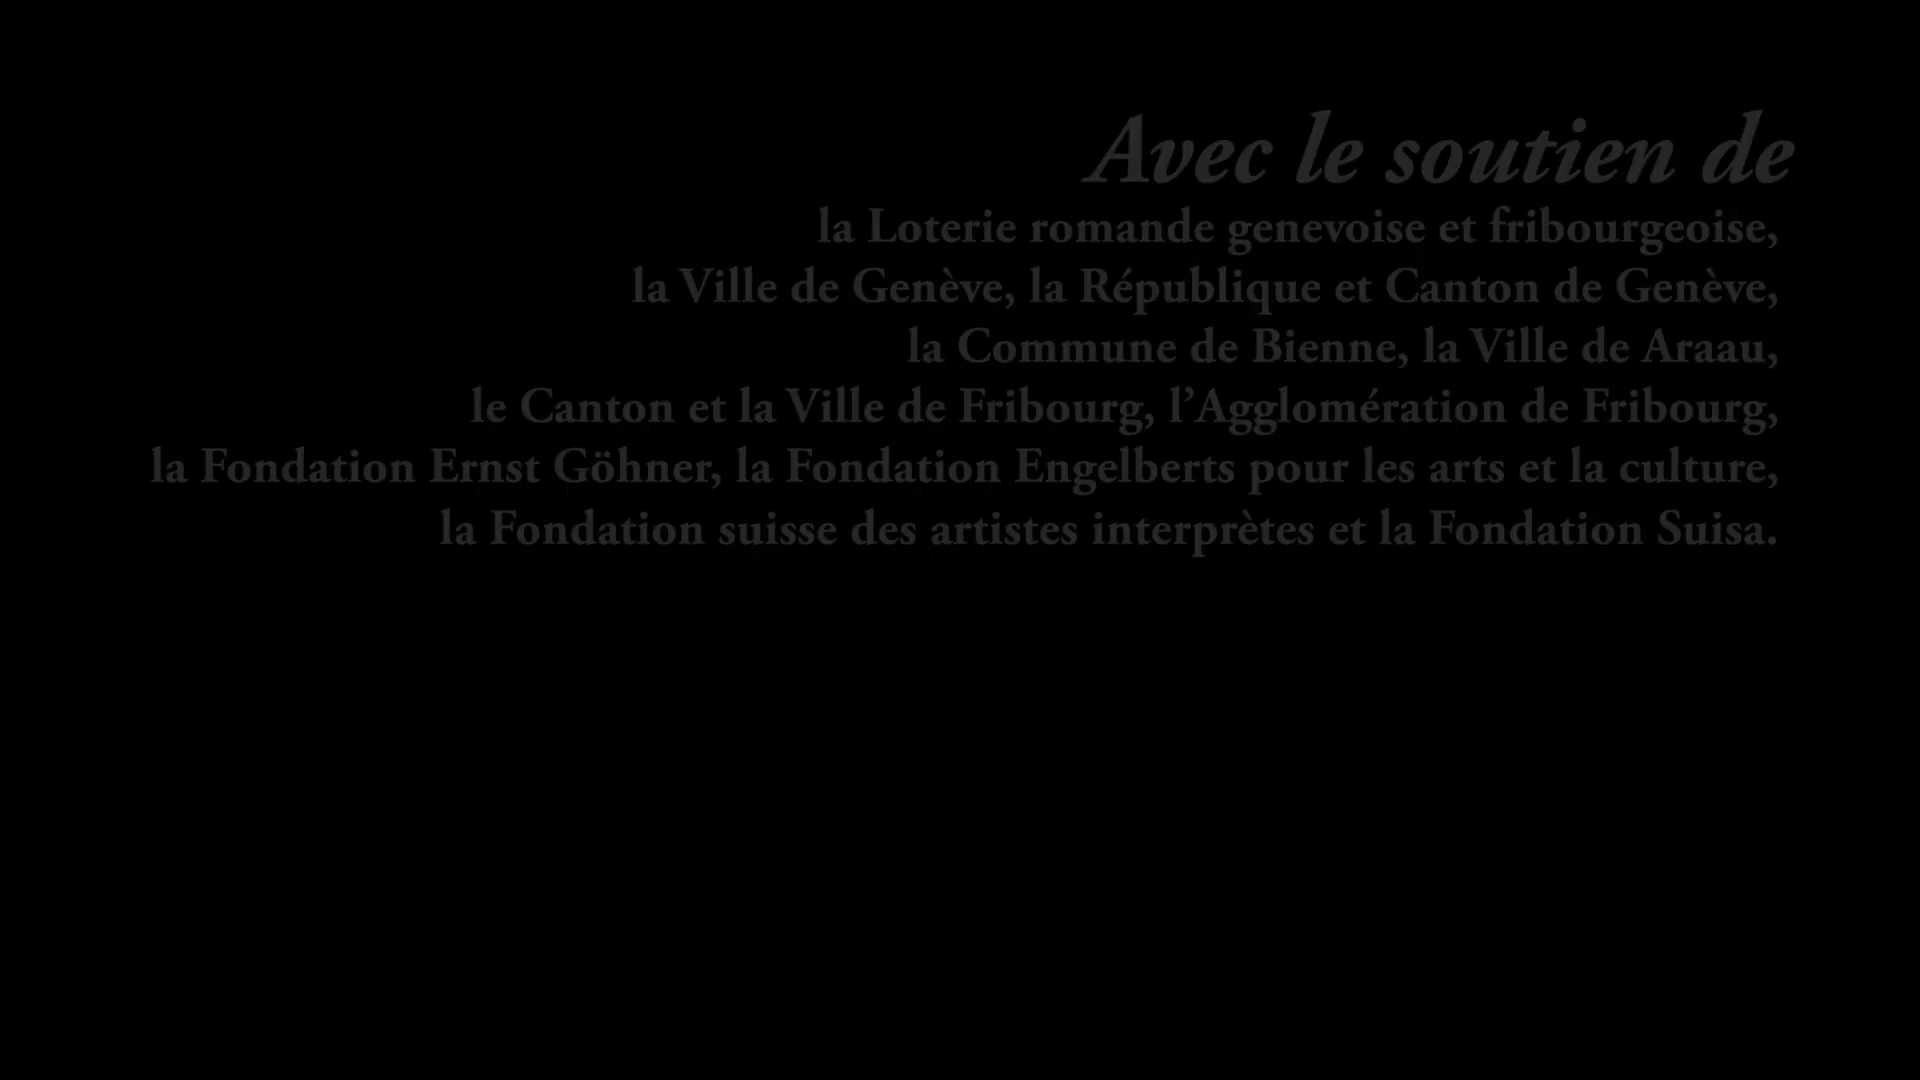 Avec le soutien de
la Loterie romande genevoise et fribourgeoise,
la Ville de Genève, la République et Canton de Genève,
la Commune de Bienne, la Ville de Araau,
le Canton et la Ville de Fribourg, l’Agglomération de Fribourg,
la Fondation Ernst Göhner, la Fondation Engelberts pour les arts et la culture,
la Fondation suisse des artistes interprètes et la Fondation Suisa.